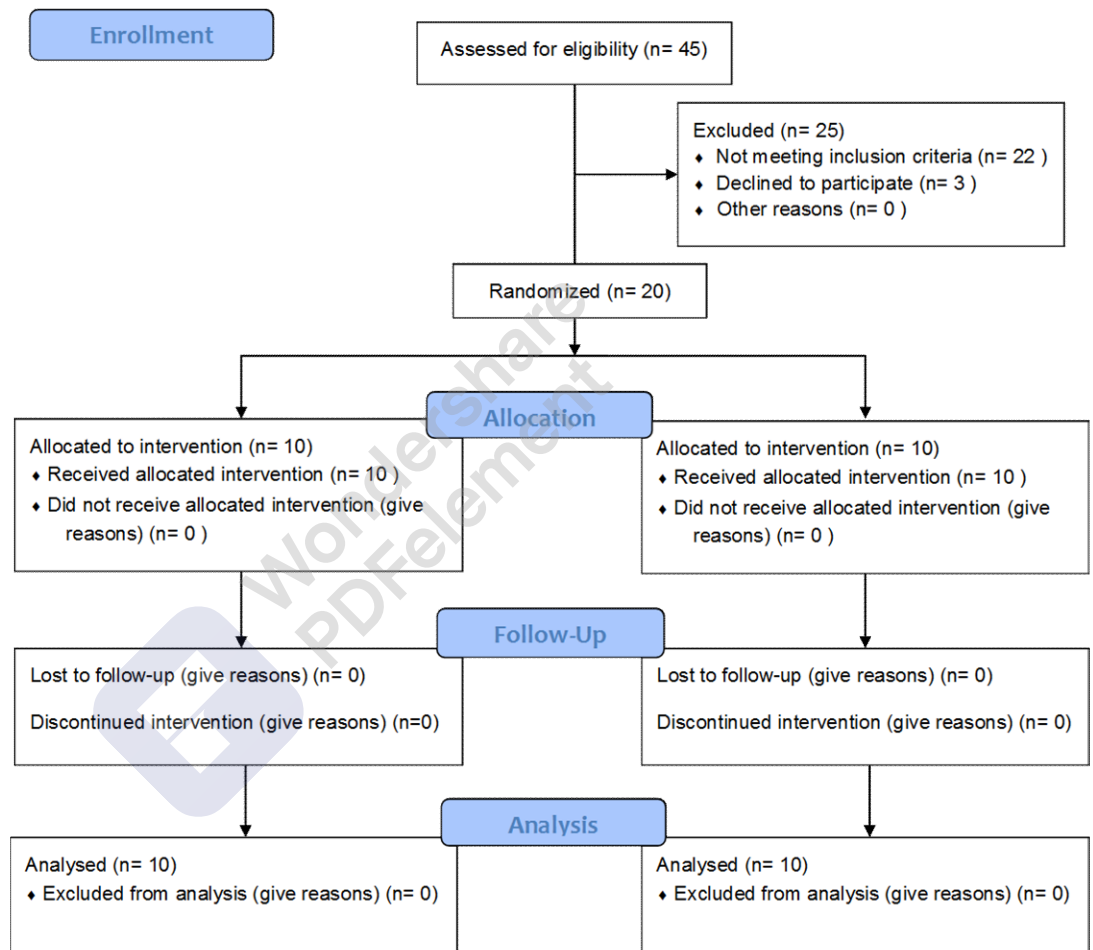 Enrollment
Assessed for eligibility (n= 45)
Excluded (n= 25)
♦ Not meeting inclusion criteria (n= 22 )
♦ Declined to participate (n= 3 )
♦ Other reasons (n= 0 )
Randomized (n= 20)
Allocation
Allocated to intervention (n= 10)
♦ Received allocated intervention (n= 10 )
♦ Did not receive allocated intervention (give
reasons) (n= 0 )
Allocated to intervention (n= 10)
♦ Received allocated intervention (n= 10 )
♦ Did not receive allocated intervention (give
reasons) (n= 0 )
Follow-Up
Lost to follow-up (give reasons) (n= 0)
Discontinued intervention (give reasons) (n=0)
Lost to follow-up (give reasons) (n= 0)
Discontinued intervention (give reasons) (n= 0)
Analysis
Analysed (n= 10)
♦ Excluded from analysis (give reasons) (n= 0)
Analysed (n= 10)
♦ Excluded from analysis (give reasons) (n= 0)
Wondershare
PDFelement